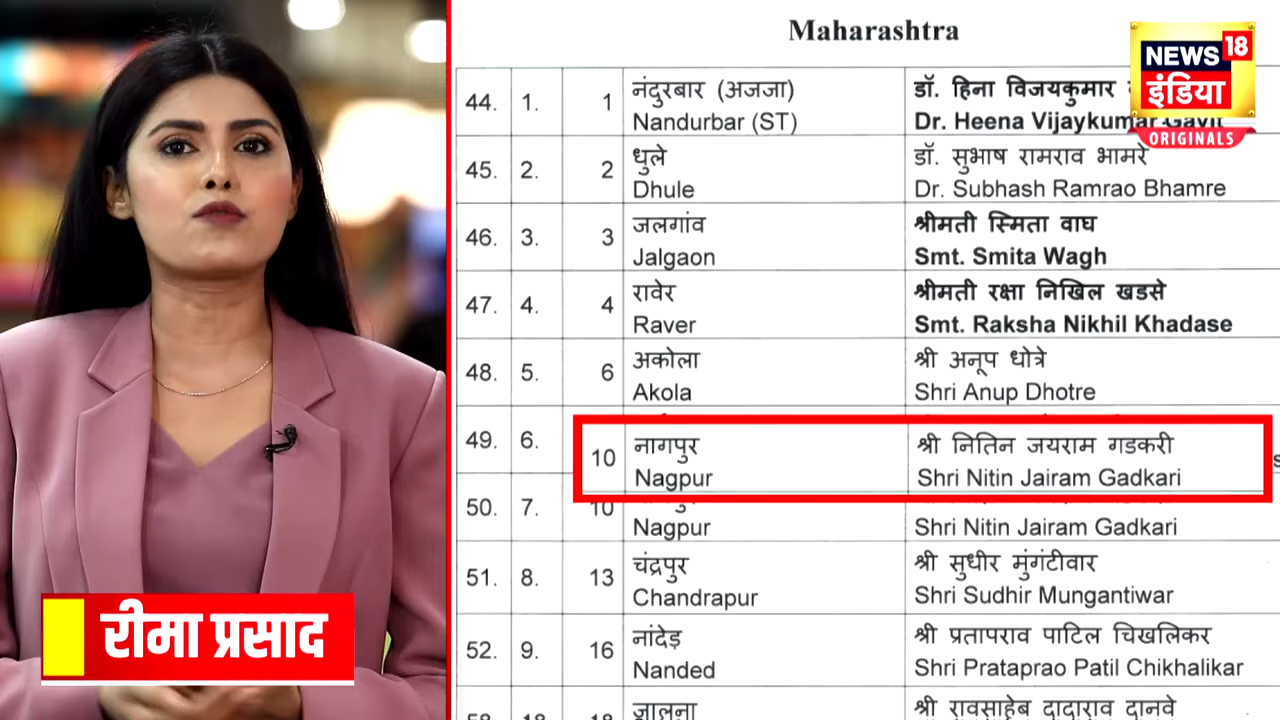 Maharashtra
NEWS 18
इंडिया
ORIGINALS
44. 1. 1 नंदुरबार (अजजा) डॉ. हिना विजयकुमार
Nandurbar (ST) Dr. Heena Vijaykumar Gavit
45. 2. 2 धुले डॉ. सुभाष रामराव भामरे
Dhule Dr. Subhash Ramrao Bhamre
46. 3. 3 जलगांव श्रीमती स्मिता वाघ
Jalgaon Smt. Smita Wagh
47. 4. 4 रावेर श्रीमती रक्षा निखिल खडसे
Raver Smt. Raksha Nikhil Khadase
48. 5. 6 अकोला श्री अनूप धोत्रे
Akola Shri Anup Dhotre
49. 6.
10 नागपुर श्री नितिन जयराम गडकरी
Nagpur Shri Nitin Jairam Gadkari
50. 7. 10
Nagpur Shri Nitin Jairam Gadkari
51. 8. 13 चंद्रपुर श्री सुधीर मुंगंटीवार
Chandrapur Shri Sudhir Mungantiwar
52. 9. 16 नांदेड़ श्री प्रतापराव पाटिल चिखलिकर
Nanded Shri Prataprao Patil Chikhalikar
जालना श्री रावसाहेब दादाराव दानवे
रीमा प्रसाद